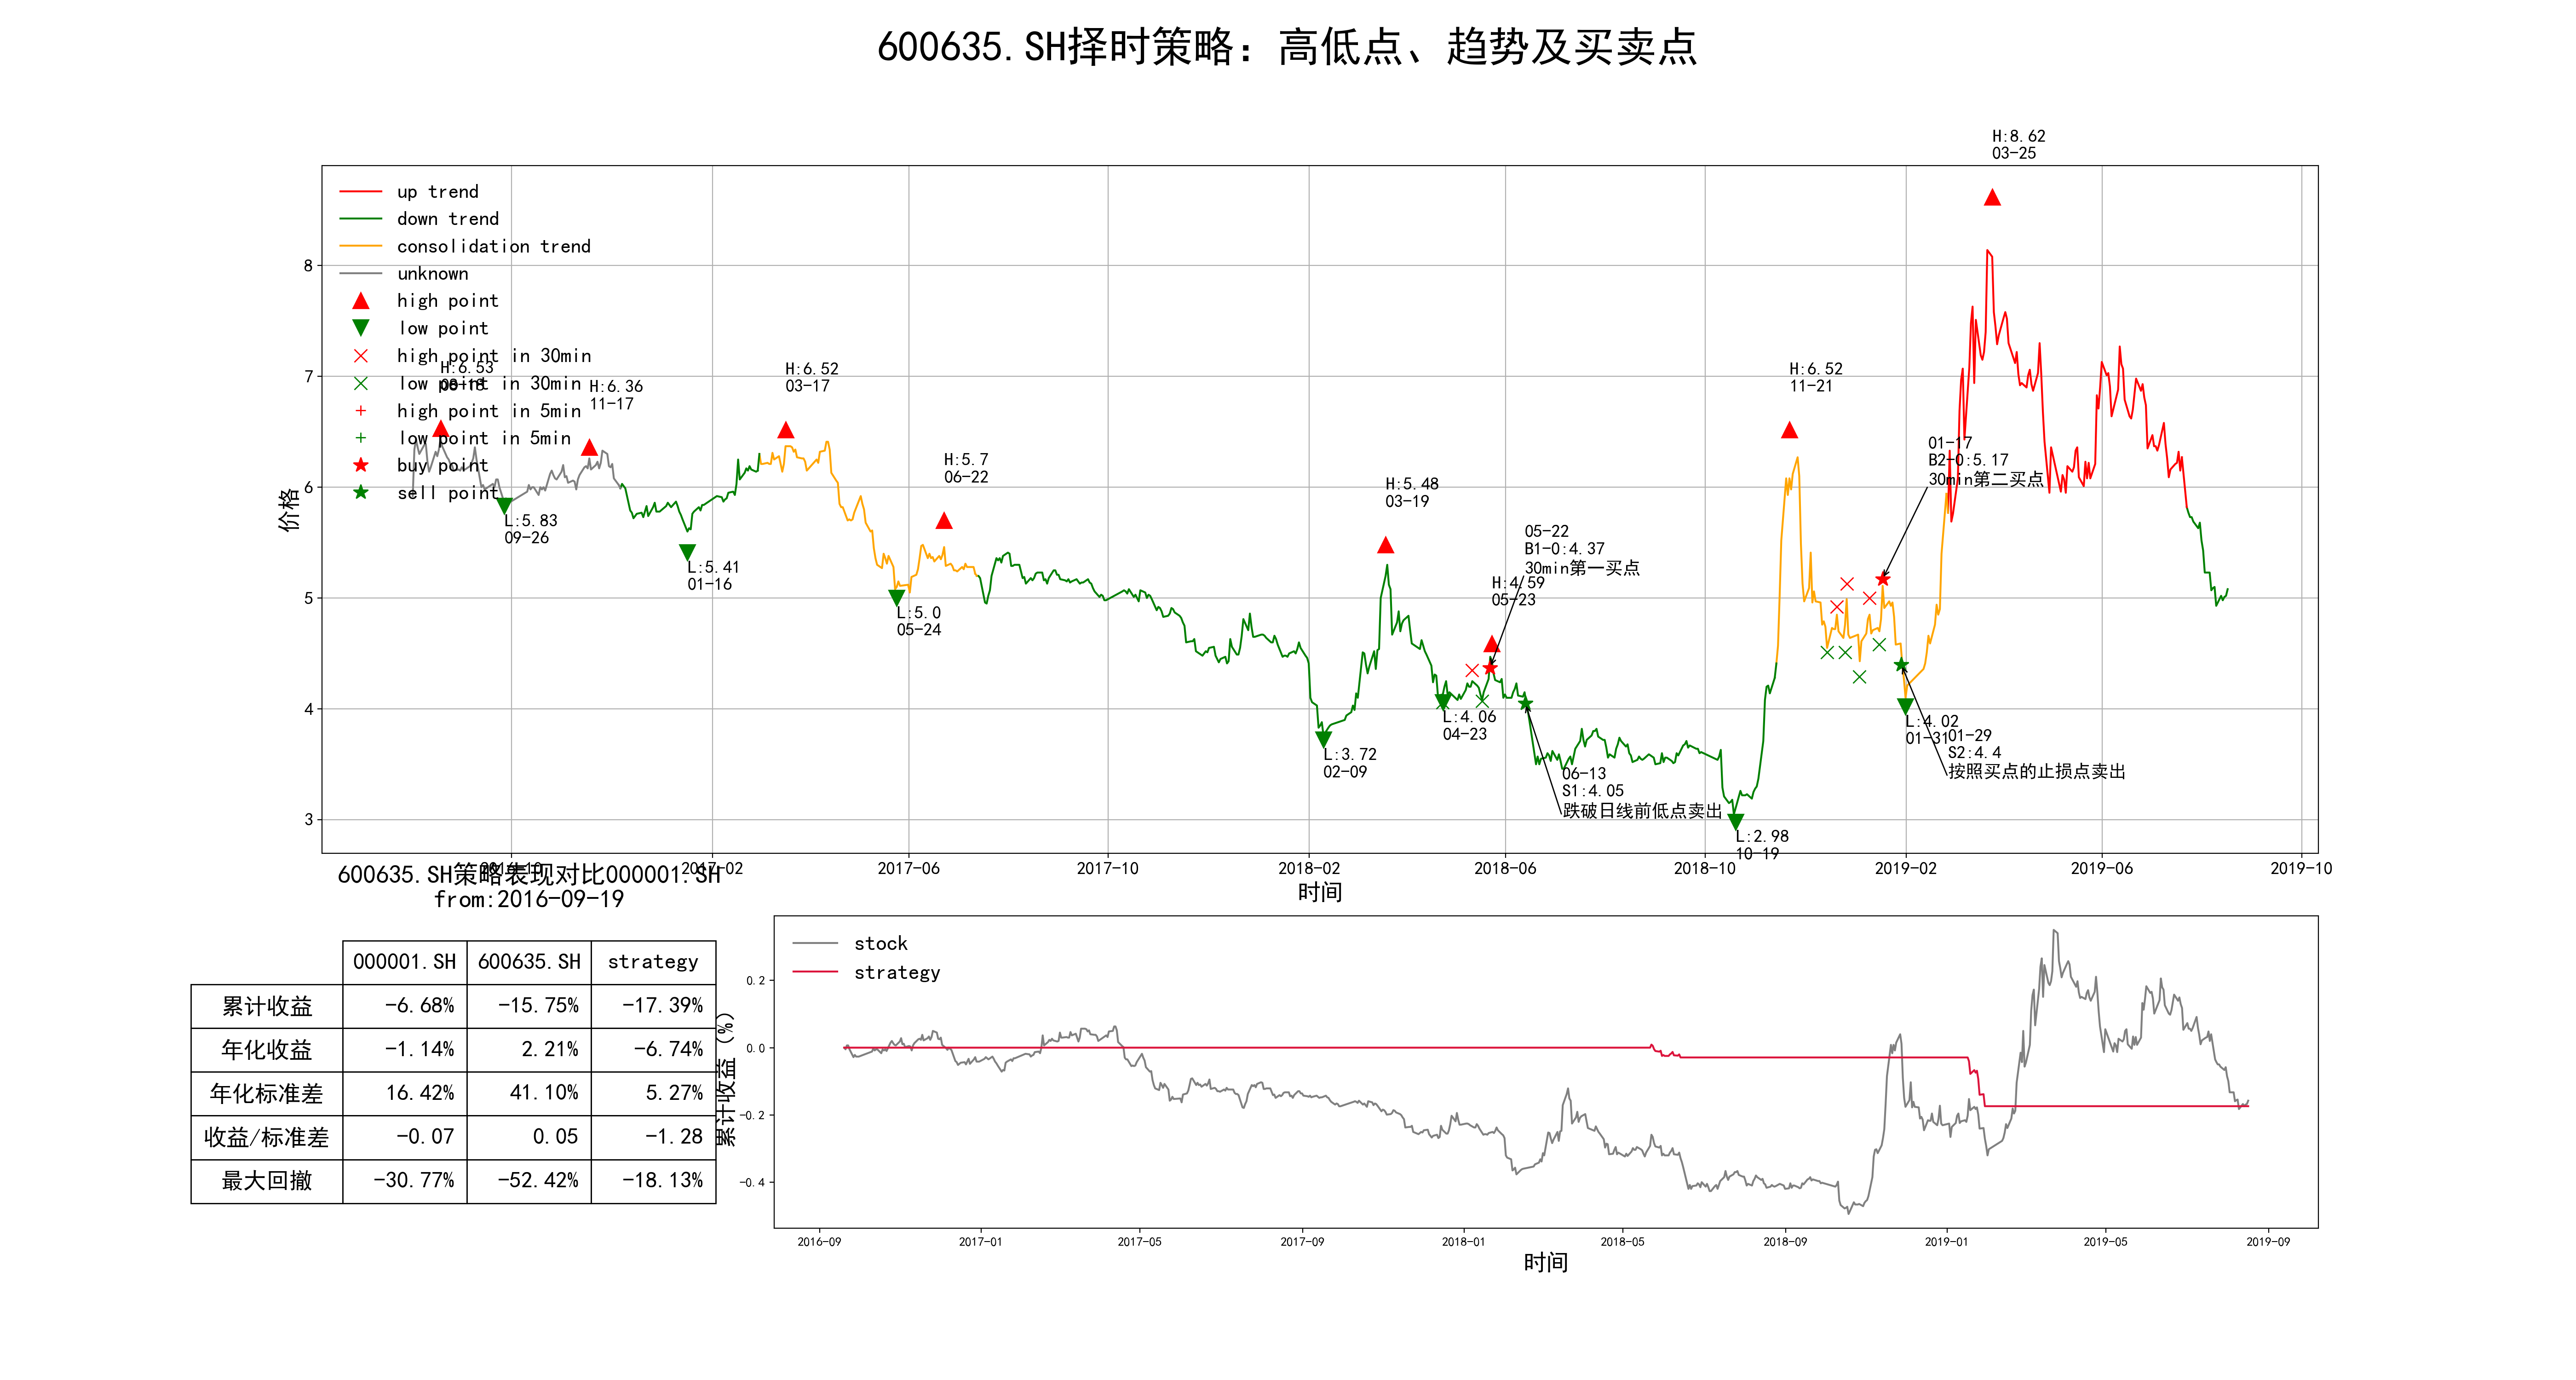 600635.SH择时策略：高低点、趋势及买卖点
H:8.62
03-25
up trend
down trend
consolidation trend
unknown
high point
low point
high point in 30min
low point in 30min
high point in 5min
low point in 5min
buy point
sell point
H:6.53
08-18
H:6.36
11-17
H:6.52
03-17
H:5.7
06-22
H:5.48
03-19
H:4.59
05-23
H:6.52
11-21
05-22
B1-0:4.37
30min第一买点
01-17
B2-0:5.17
30min第二买点
L:5.83
09-26
L:5.41
01-16
L:5.0
05-24
L:3.72
02-09
L:4.06
04-23
06-13
S1:4.05
跌破日线前低点卖出
L:2.98
10-19
L:4.02
01-31
01-29
S2:4.4
按照买点的止损点卖出
价格
8
7
6
5
4
3
2016-10
2017-02
2017-06
2017-10
2018-02
2018-06
2018-10
2019-02
2019-06
2019-10
时间
600635.SH策略表现对比000001.SH
from:2016-09-19
000001.SH 600635.SH strategy
累计收益 -6.68% -15.75% -17.39%
年化收益 -1.14% 2.21% -6.74%
年化标准差 16.42% 41.10% 5.27%
收益/标准差 -0.07 0.05 -1.28
最大回撤 -30.77% -52.42% -18.13%
stock
strategy
累计收益（%）
0.2
0.0
-0.2
-0.4
2016-09
2017-01
2017-05
2017-09
2018-01
2018-05
2018-09
2019-01
2019-05
2019-09
时间